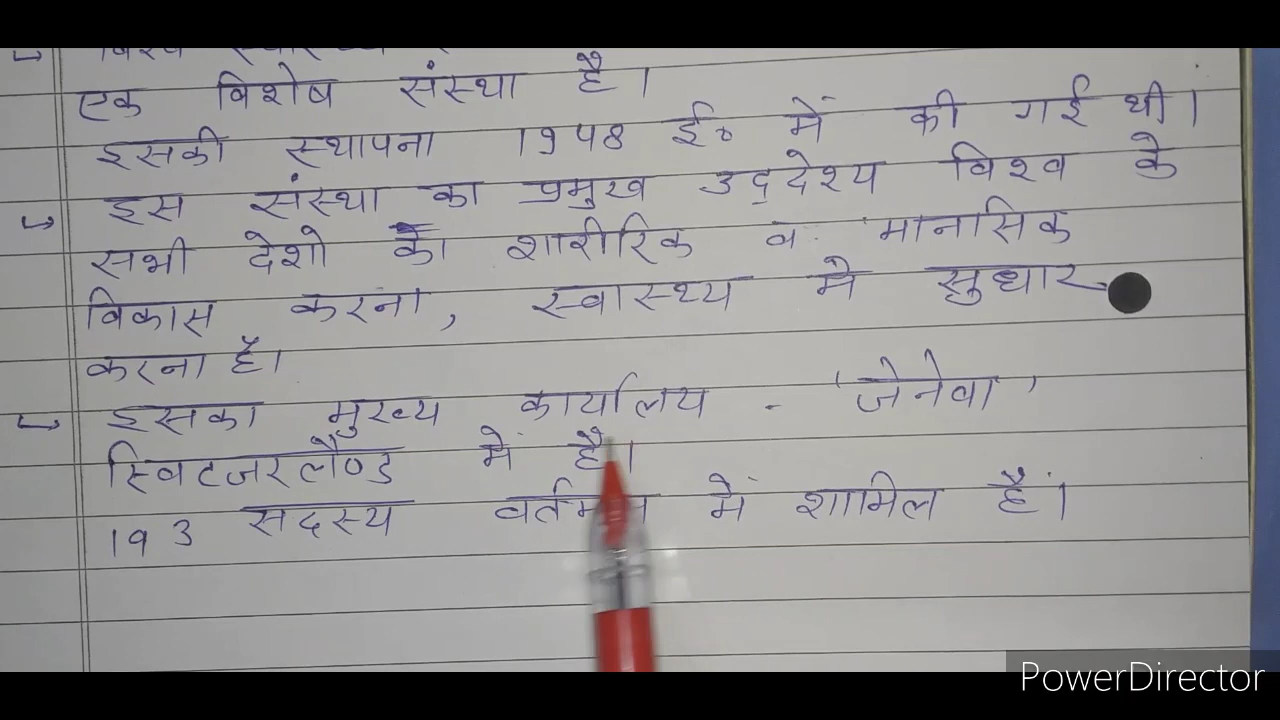 एक विशेष संस्था है।
इसकी स्थापना 1948 ई० में की गई थी।
इस संस्था का प्रमुख उद्देश्य विश्व के
सभी देशो का शारीरिक व मानसिक
विकास करना, स्वास्थ्य मे सुधार
करना है।
इसका मुख्य कार्यालय - 'जेनेवा'
स्विटजरलैण्ड में है।
193 सदस्य वर्तमान में शामिल हैं।
PowerDirector